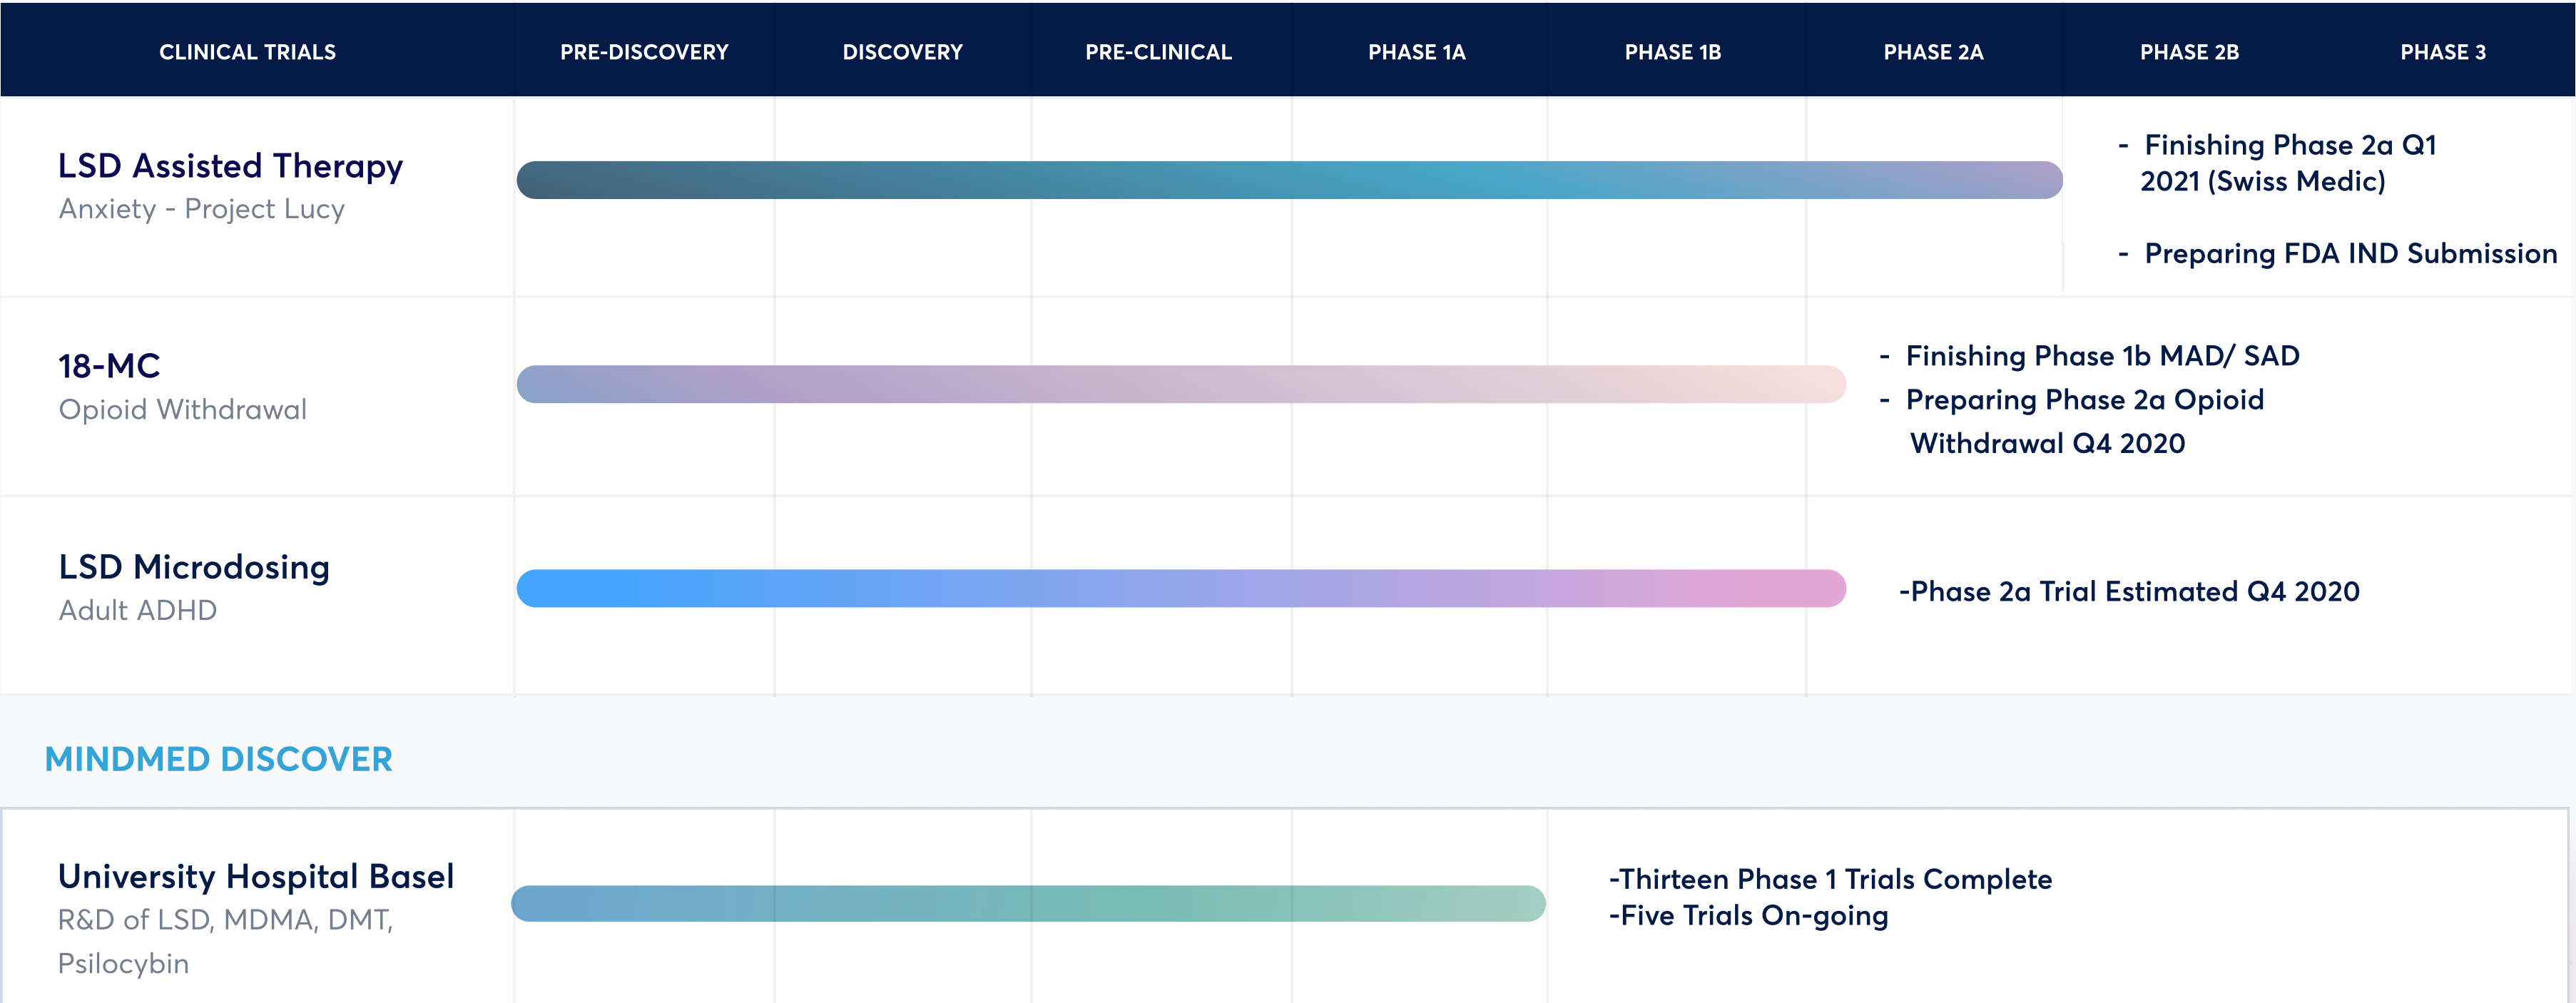 CLINICAL TRIALS PRE-DISCOVERY DISCOVERY PRE-CLINICAL PHASE 1A PHASE 1B PHASE 2A PHASE 2B PHASE 3
LSD Assisted Therapy
Anxiety - Project Lucy
- Finishing Phase 2a Q1
2021 (Swiss Medic)
- Preparing FDA IND Submission
18-MC
Opioid Withdrawal
- Finishing Phase 1b MAD/ SAD
- Preparing Phase 2a Opioid
Withdrawal Q4 2020
LSD Microdosing
Adult ADHD
-Phase 2a Trial Estimated Q4 2020
MINDMED DISCOVER
University Hospital Basel
R&D of LSD, MDMA, DMT,
Psilocybin
-Thirteen Phase 1 Trials Complete
-Five Trials On-going